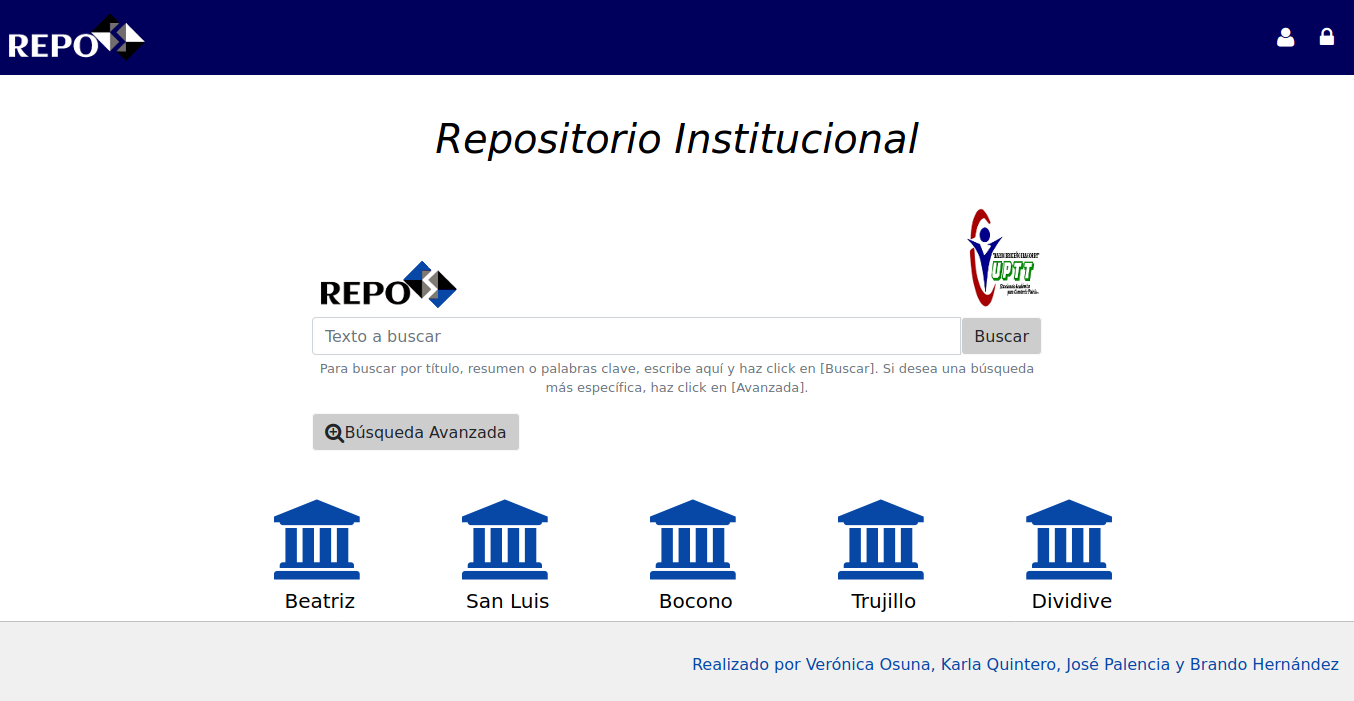 REPO
Repositorio Institucional
REPO
UPTT
Texto a buscar
Buscar
Para buscar por título, resumen o palabras clave, escribe aquí y haz click en [Buscar]. Si desea una búsqueda
más específica, haz click en [Avanzada].
Búsqueda Avanzada
Beatriz
San Luis
Bocono
Trujillo
Dividive
Realizado por Verónica Osuna, Karla Quintero, José Palencia y Brando Hernández